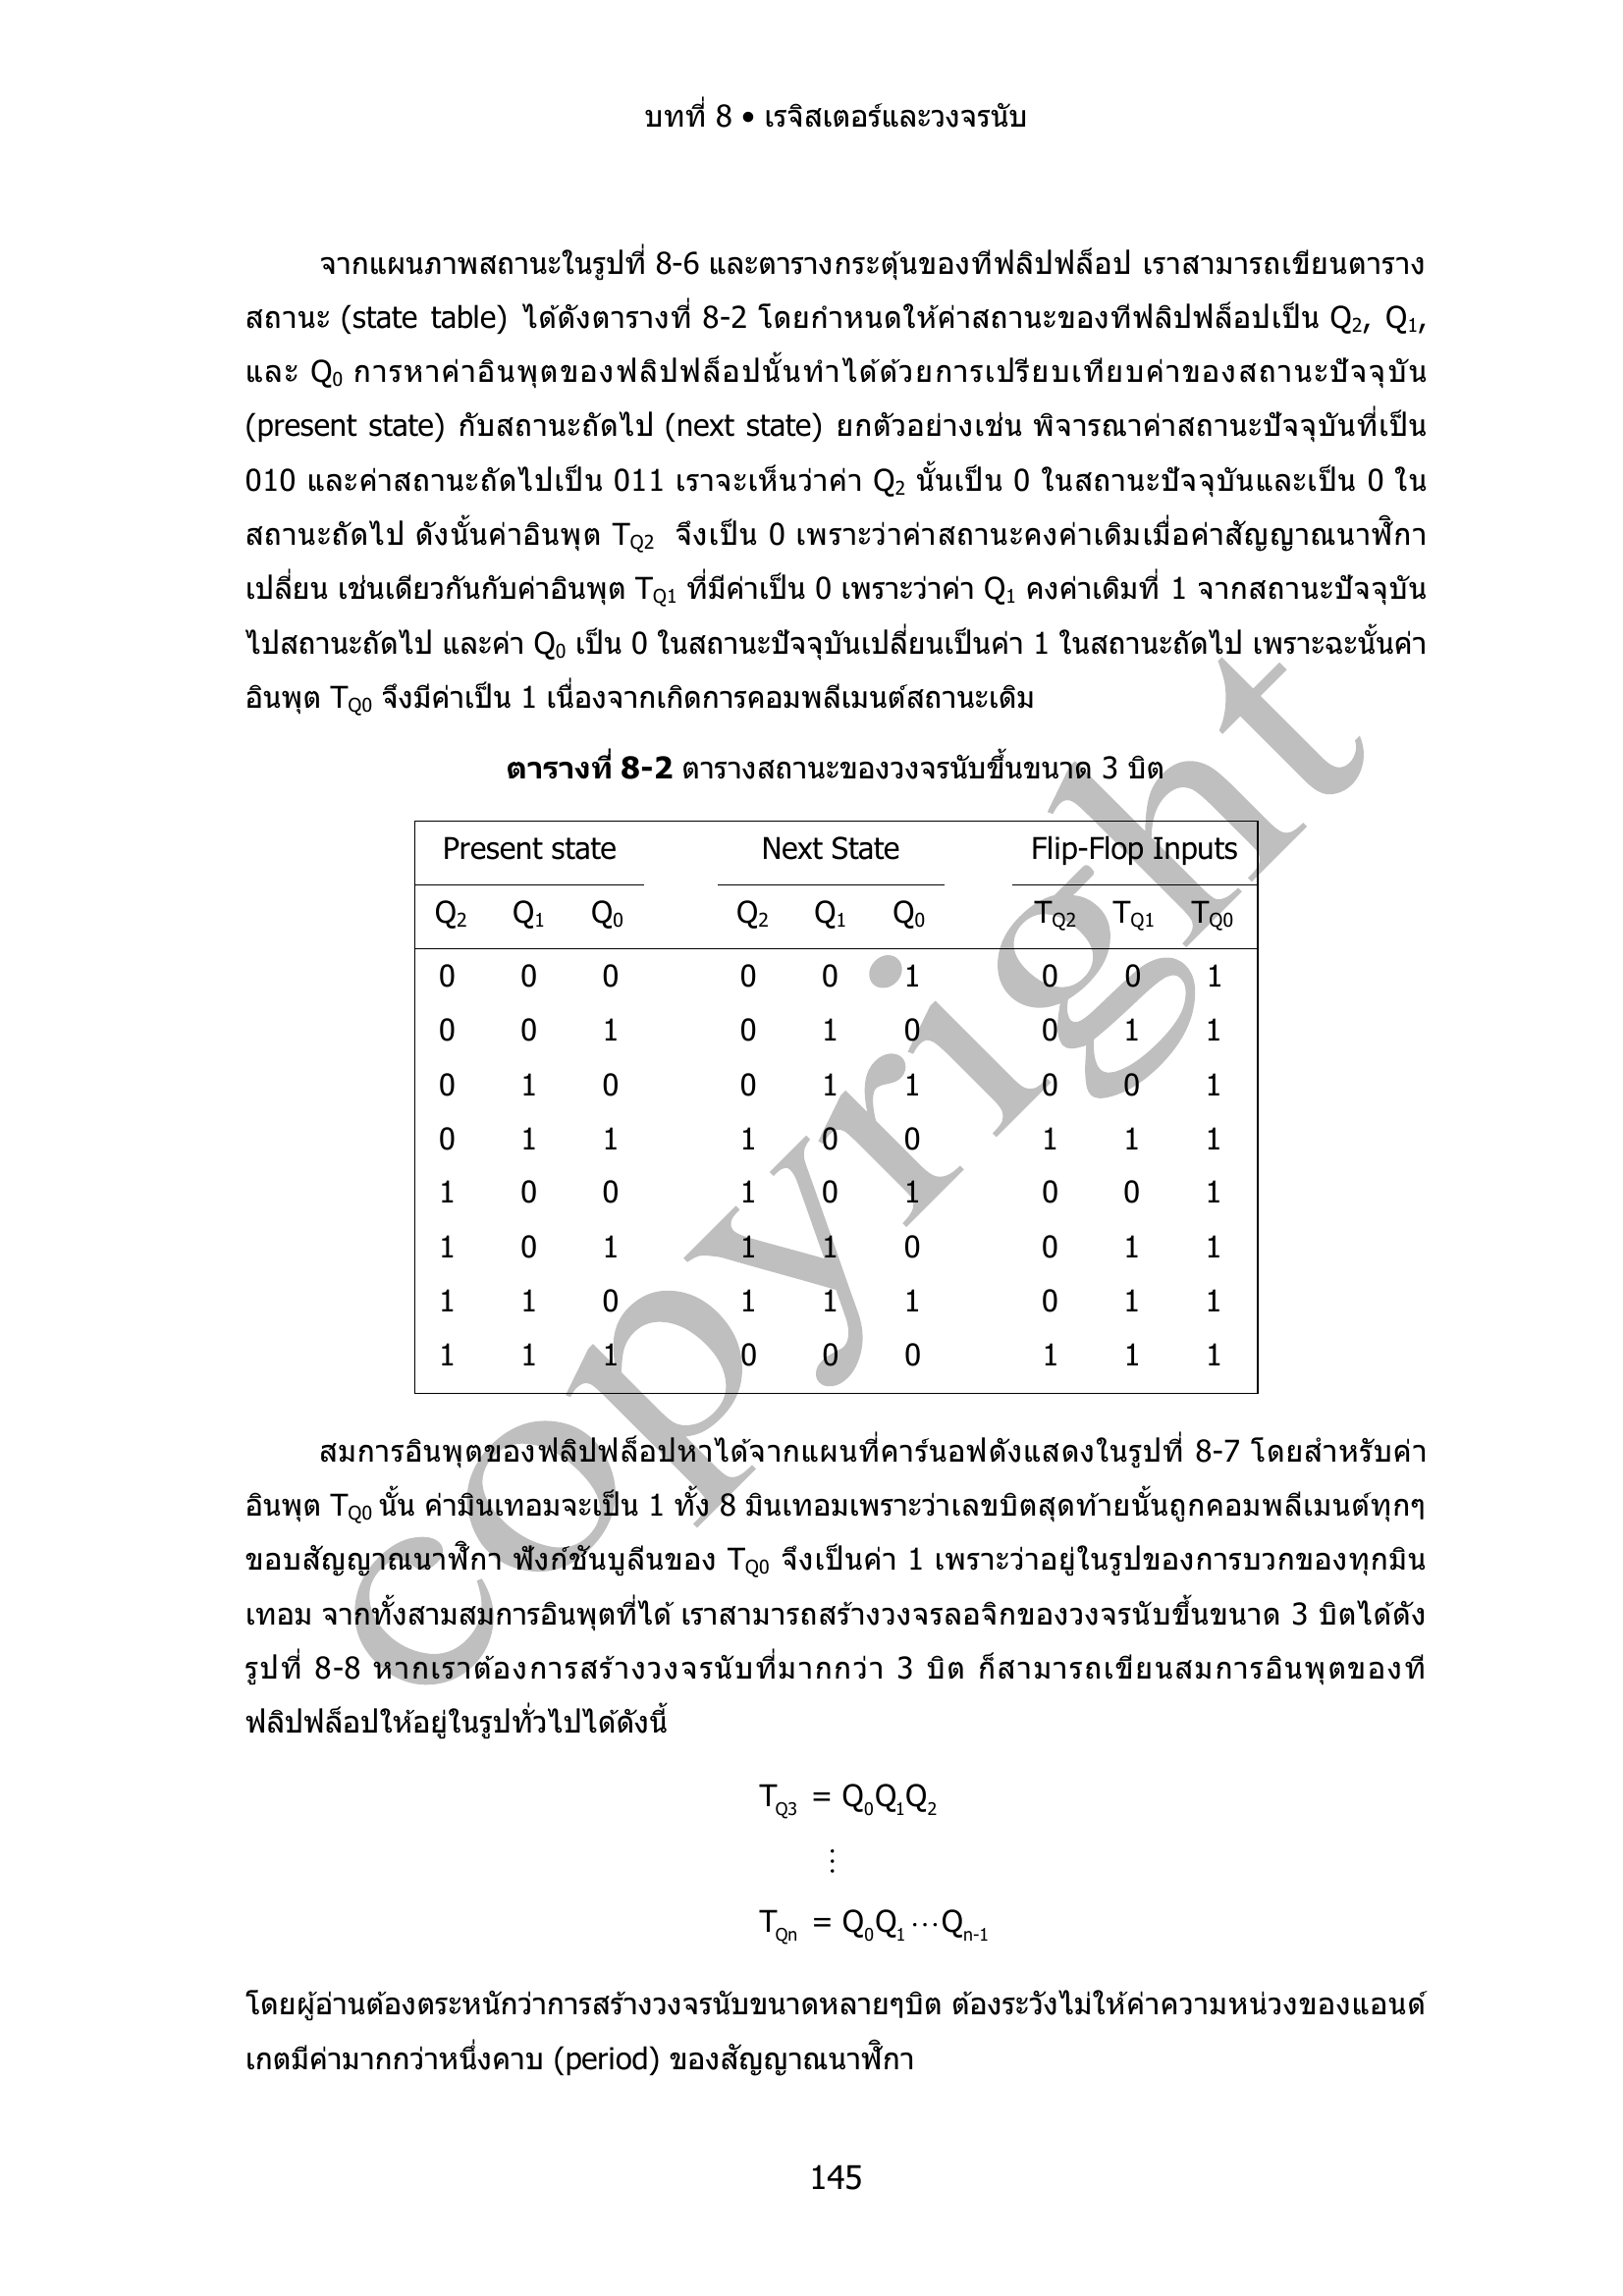 บทที่ 8 • เรจิสเตอร์และวงจรนับ
จากแผนภาพสถานะในรูปที่ 8-6 และตารางกระตุ้นของทีฟลิปฟล็อป เราสามารถเขียนตาราง
สถานะ (state table) ได้ดังตารางที่ 8-2 โดยกำหนดให้ค่าสถานะของทีฟลิปฟล็อปเป็น Q2, Q1,
และ Q0 การหาค่าอินพุตของฟลิปฟล็อปนั้นทำได้ด้วยการเปรียบเทียบค่าของสถานะปัจจุบัน
(present state) กับสถานะถัดไป (next state) ยกตัวอย่างเช่น พิจารณาค่าสถานะปัจจุบันที่เป็น
010 และค่าสถานะถัดไปเป็น 011 เราจะเห็นว่าค่า Q2 นั้นเป็น 0 ในสถานะปัจจุบันและเป็น 0 ใน
สถานะถัดไป ดังนั้นค่าอินพุต TQ2 จึงเป็น 0 เพราะว่าค่าสถานะคงค่าเดิมเมื่อค่าสัญญาณนาฬิกา
เปลี่ยน เช่นเดียวกันกับค่าอินพุต TQ1 ที่มีค่าเป็น 0 เพราะว่าค่า Q1 คงค่าเดิมที่ 1 จากสถานะปัจจุบัน
ไปสถานะถัดไป และค่า Q0 เป็น 0 ในสถานะปัจจุบันเปลี่ยนเป็นค่า 1 ในสถานะถัดไป เพราะฉะนั้นค่า
อินพุต TQ0 จึงมีค่าเป็น 1 เนื่องจากเกิดการคอมพลีเมนต์สถานะเดิม
ตารางที่ 8-2 ตารางสถานะของวงจรนับขึ้นขนาด 3 บิต
Present state Next State Flip-Flop Inputs
Q2 Q1 Q0 Q2 Q1 Q0 TQ2 TQ1 TQ0
0 0 0 0 0 1 0 0 1
0 0 1 0 1 0 0 1 1
0 1 0 0 1 1 0 0 1
0 1 1 1 0 0 1 1 1
1 0 0 1 0 1 0 0 1
1 0 1 1 1 0 0 1 1
1 1 0 1 1 1 0 1 1
1 1 1 0 0 0 1 1 1
สมการอินพุตของฟลิปฟล็อปหาได้จากแผนที่คาร์นอฟดังแสดงในรูปที่ 8-7 โดยสำหรับค่า
อินพุต TQ0 นั้น ค่ามินเทอมจะเป็น 1 ทั้ง 8 มินเทอมเพราะว่าเลขบิตสุดท้ายนั้นถูกคอมพลีเมนต์ทุกๆ
ขอบสัญญาณนาฬิกา ฟังก์ชันบูลีนของ TQ0 จึงเป็นค่า 1 เพราะว่าอยู่ในรูปของการบวกของทุกมิน
เทอม จากทั้งสามสมการอินพุตที่ได้ เราสามารถสร้างวงจรลอจิกของวงจรนับขึ้นขนาด 3 บิตได้ดัง
รูปที่ 8-8 หากเราต้องการสร้างวงจรนับที่มากกว่า 3 บิต ก็สามารถเขียนสมการอินพุตของที
ฟลิปฟล็อปให้อยู่ในรูปทั่วไปได้ดังนี้
TQ3 = Q0Q1Q2
⋮
TQn = Q0Q1⋯Qn-1
โดยผู้อ่านต้องตระหนักว่าการสร้างวงจรนับขนาดหลายๆบิต ต้องระวังไม่ให้ค่าความหน่วงของแอนด์
เกตมีค่ามากกว่าหนึ่งคาบ (period) ของสัญญาณนาฬิกา
145
copyright